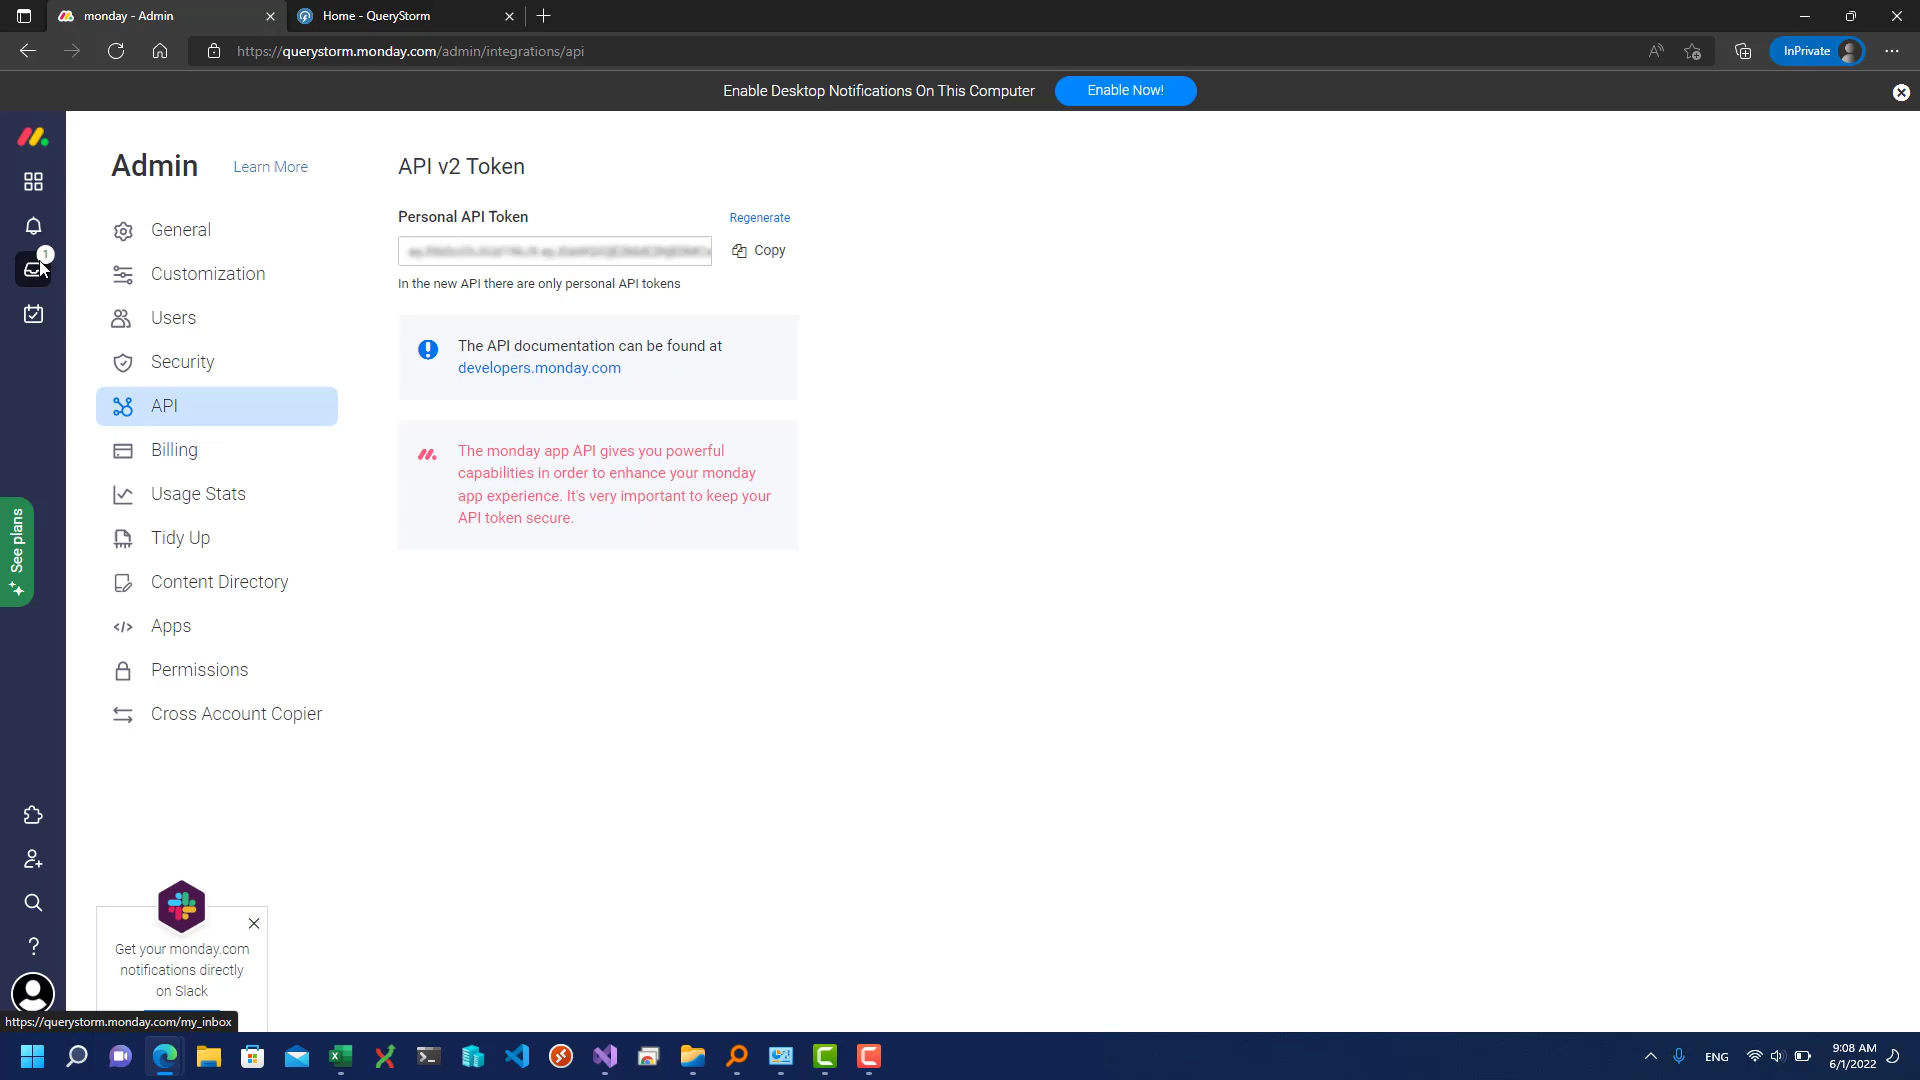 monday - Admin
Home - QueryStorm
https://querystorm.monday.com/admin/integrations/api
InPrivate
Enable Desktop Notifications On This Computer
Enable Now!
Admin
Learn More
1
General
Customization
Users
Security
API
Billing
Usage Stats
Tidy Up
Content Directory
Apps
Permissions
Cross Account Copier
API v2 Token
Personal API Token
Regenerate
Copy
In the new API there are only personal API tokens
The API documentation can be found at
developers.monday.com
The monday app API gives you powerful
capabilities in order to enhance your monday
app experience. It's very important to keep your
API token secure.
See plans
Get your monday.com
notifications directly
on Slack
https://querystorm.monday.com/my_inbox
ENG
9:08 AM
6/1/2022